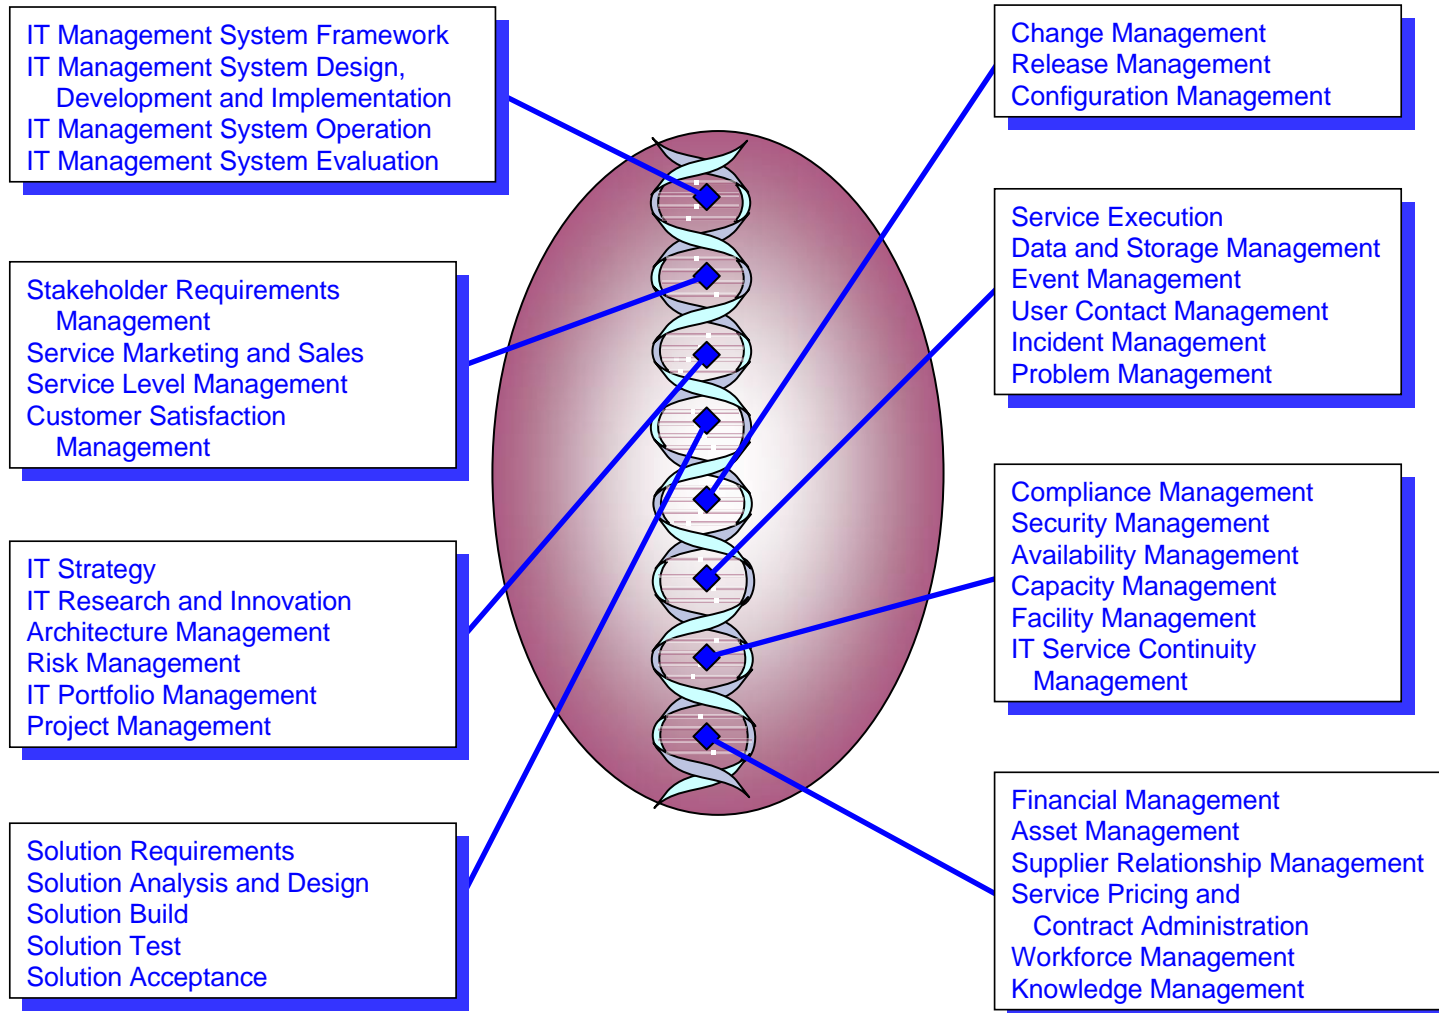 IT Management System Framework
IT Management System Design,
Development and Implementation
IT Management System Operation
IT Management System Evaluation
Stakeholder Requirements
Management
Service Marketing and Sales
Service Level Management
Customer Satisfaction
Management
IT Strategy
IT Research and Innovation
Architecture Management
Risk Management
IT Portfolio Management
Project Management
Solution Requirements
Solution Analysis and Design
Solution Build
Solution Test
Solution Acceptance
Change Management
Release Management
Configuration Management
Service Execution
Data and Storage Management
Event Management
User Contact Management
Incident Management
Problem Management
Compliance Management
Security Management
Availability Management
Capacity Management
Facility Management
IT Service Continuity
Management
Financial Management
Asset Management
Supplier Relationship Management
Service Pricing and
Contract Administration
Workforce Management
Knowledge Management